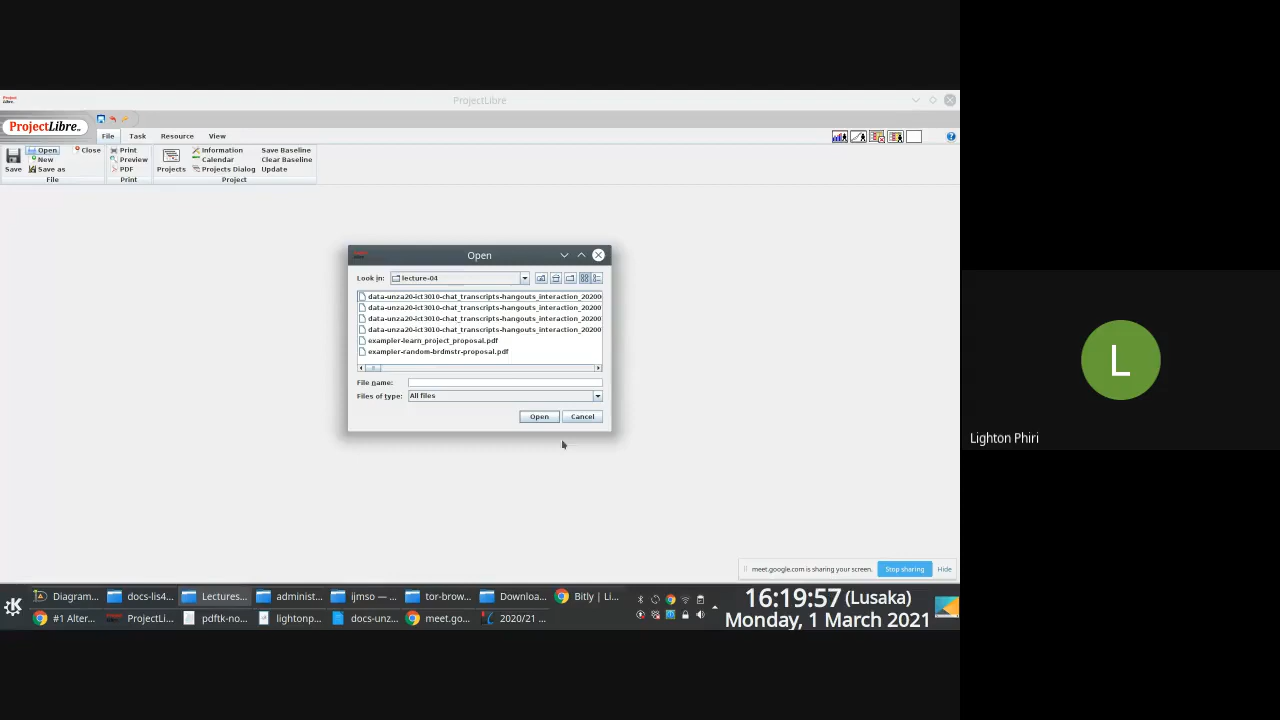 ProjectLibre
ProjectLibre
File Task Resource View
Save Open New Save as Close
File
Print Preview PDF
Print
Projects Information Calendar Projects Dialog Save Baseline Clear Baseline Update
Project
Open
Look in: lecture-04
data-unza20-ict3010-chat_transcripts-hangouts_interaction_20200
data-unza20-ict3010-chat_transcripts-hangouts_interaction_20200
data-unza20-ict3010-chat_transcripts-hangouts_interaction_20200
data-unza20-ict3010-chat_transcripts-hangouts_interaction_20200
exampler-learn_project_proposal.pdf
exampler-random-brdmstr-proposal.pdf
File name:
Files of type: All files
Open Cancel
L
Lighton Phiri
meet.google.com is sharing your screen. Stop sharing Hide
Diagram... docs-lis4... Lectures... administ... ijmso — ... tor-brow... Downloa... Bitly | Li...
#1 Alter... ProjectLi... pdftk-no... lightonp... docs-unz... meet.go... 2020/21 ...
16:19:57 (Lusaka)
Monday, 1 March 2021